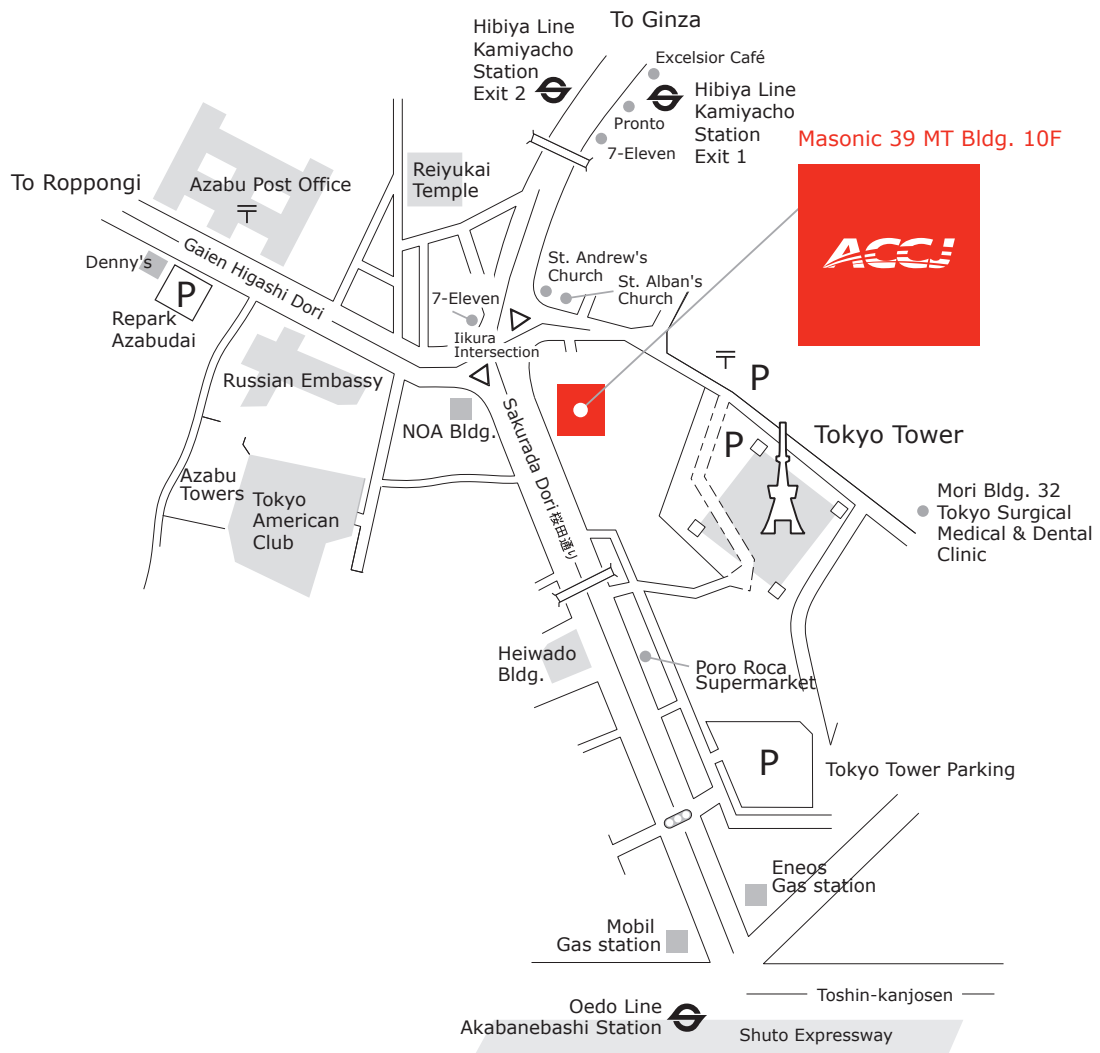 To Ginza
Hibiya Line
Kamiyacho
Station
Exit 2
Excelsior Café
Hibiya Line
Kamiyacho
Station
Exit 1
Pronto
7-Eleven
Masonic 39 MT Bldg. 10F
ACCJ
To Roppongi
Azabu Post Office
〒
Reiyukai
Temple
Gaien Higashi Dori
Denny's
P
Repark
Azabudai
St. Andrew's
Church
St. Alban's
Church
7-Eleven
Iikura
Intersection
〒
P
Russian Embassy
NOA Bldg.
Sakurada Dori 桜田通り
P
Tokyo Tower
Azabu
Towers
Tokyo
American
Club
Mori Bldg. 32
Tokyo Surgical
Medical & Dental
Clinic
Heiwado
Bldg.
Poro Roca
Supermarket
P
Tokyo Tower Parking
Eneos
Gas station
Mobil
Gas station
Toshin-kanjosen
Oedo Line
Akabanebashi Station
Shuto Expressway